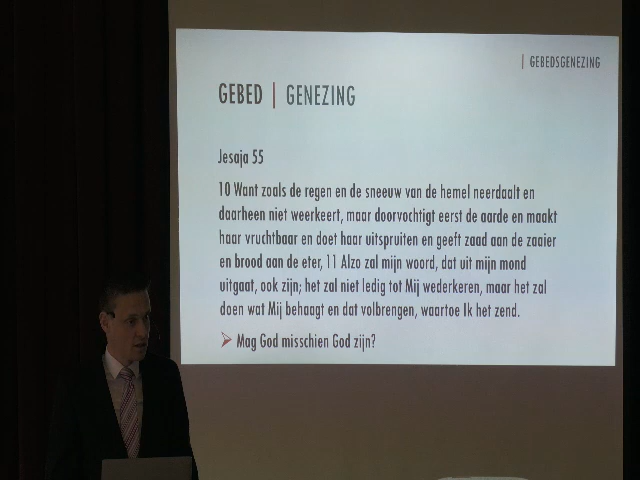 | GEBEDSGENEZING
GEBED | GENEZING
Jesaja 55
10 Want zoals de regen en de sneeuw van de hemel neerdaalt en
daarheen niet weerkeert, maar doorvochtigt eerst de aarde en maakt
haar vruchtbaar en doet haar uitspruiten en geeft zaad aan de zaaier
en brood aan de eter, 11 Alzo zal mijn woord, dat uit mijn mond
uitgaat, ook zijn; het zal niet ledig tot Mij wederkeren, maar het zal
doen wat Mij behaagt en dat volbrengen, waartoe Ik het zend.
➢ Mag God misschien God zijn?